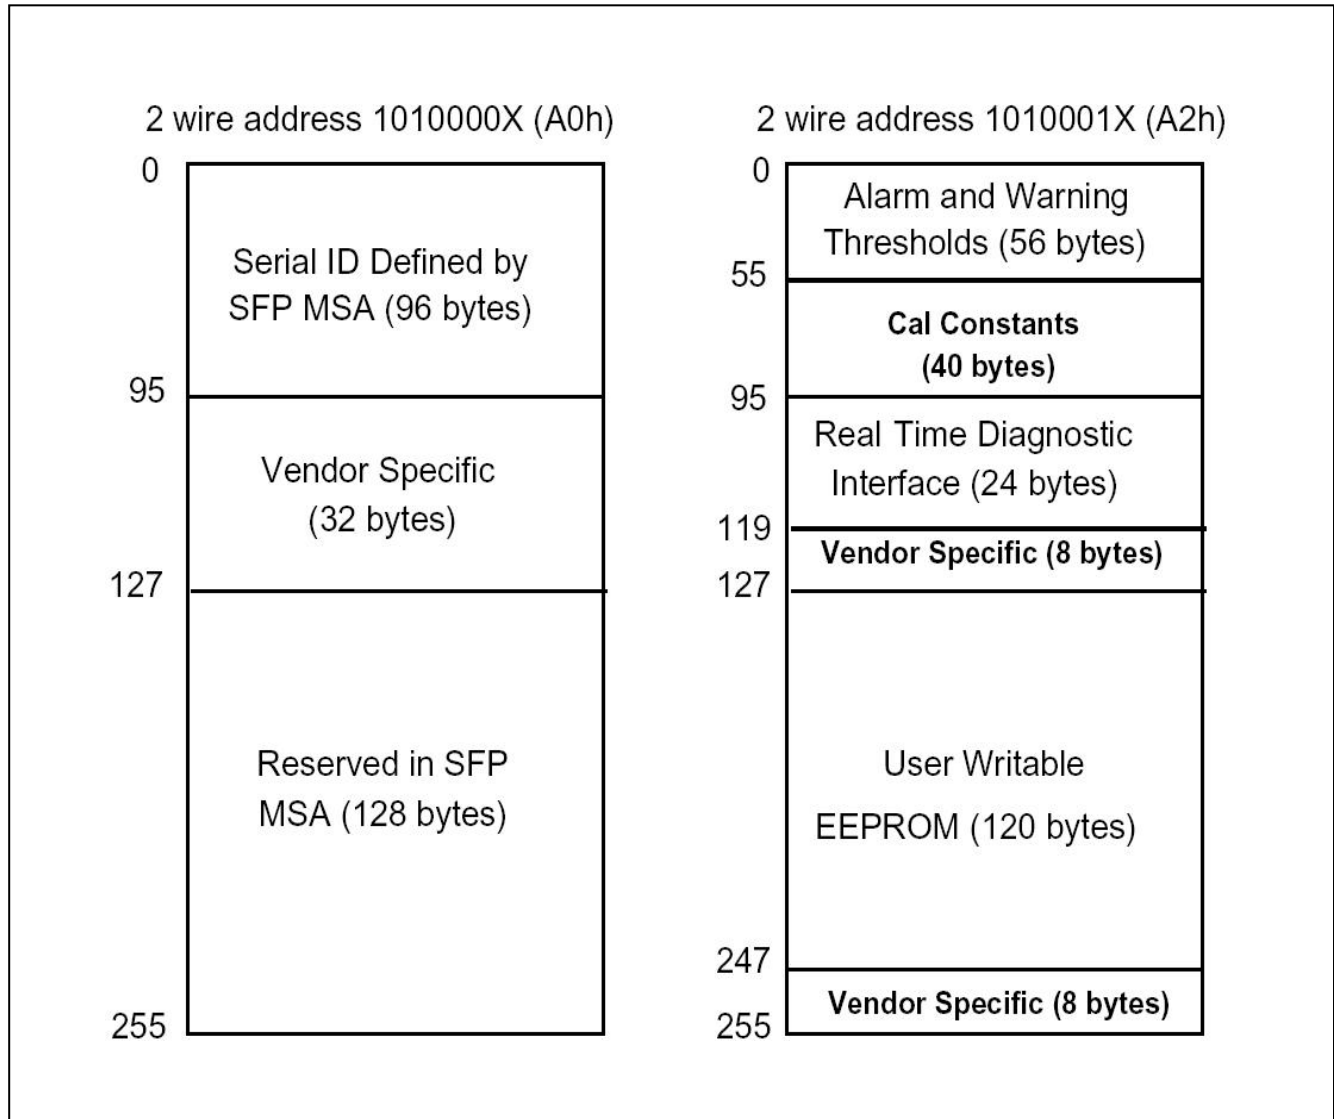 2 wire address 1010000X (A0h)
0
Serial ID Defined by
SFP MSA (96 bytes)
95
Vendor Specific
(32 bytes)
127
Reserved in SFP
MSA (128 bytes)
255
2 wire address 1010001X (A2h)
0
Alarm and Warning
Thresholds (56 bytes)
55
Cal Constants
(40 bytes)
95
Real Time Diagnostic
Interface (24 bytes)
119
Vendor Specific (8 bytes)
127
User Writable
EEPROM (120 bytes)
247
Vendor Specific (8 bytes)
255